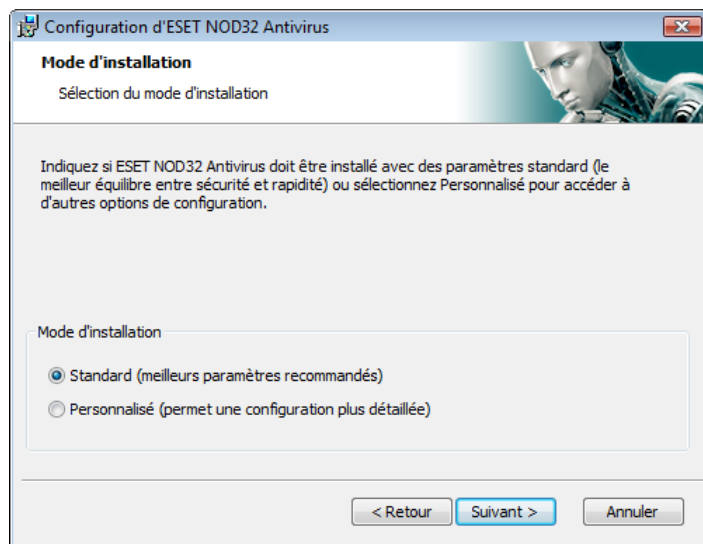 Configuration d'ESET NOD32 Antivirus
Mode d'installation
Sélection du mode d'installation
Indiquez si ESET NOD32 Antivirus doit être installé avec des paramètres standard (le
meilleur équilibre entre sécurité et rapidité) ou sélectionnez Personnalisé pour accéder à
d'autres options de configuration.
Mode d'installation
Standard (meilleurs paramètres recommandés)
Personnalisé (permet une configuration plus détaillée)
< Retour
Suivant >
Annuler